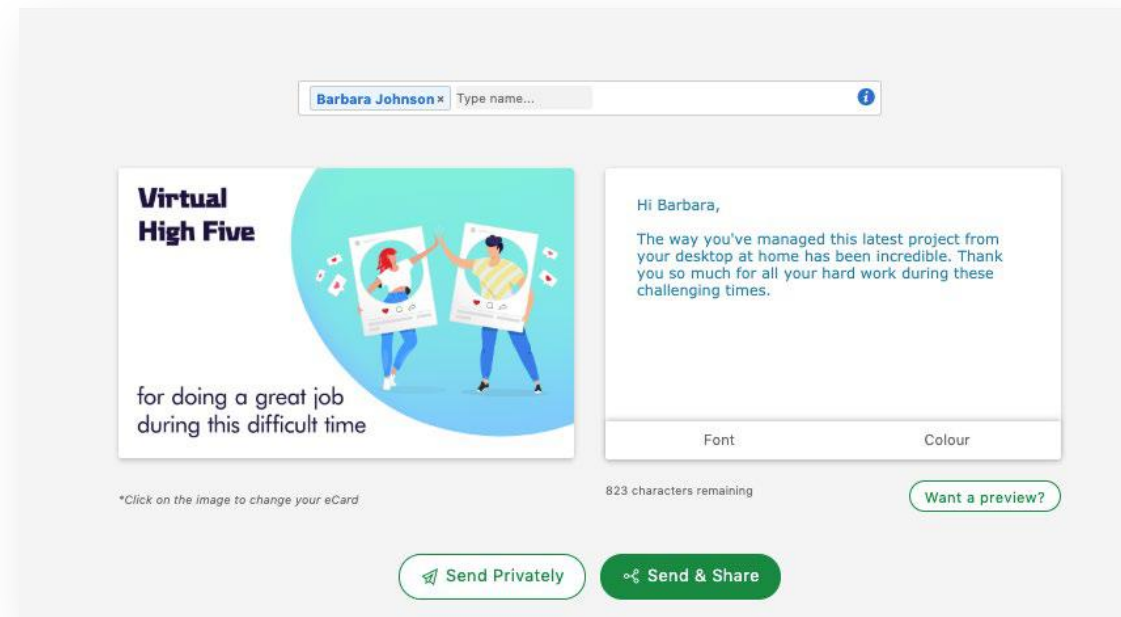 Barbara Johnson × Type name... i
Virtual
High Five
for doing a great job
during this difficult time
Hi Barbara,
The way you've managed this latest project from
your desktop at home has been incredible. Thank
you so much for all your hard work during these
challenging times.
Font Colour
*Click on the image to change your eCard
823 characters remaining
Want a preview?
Send Privately
Send & Share